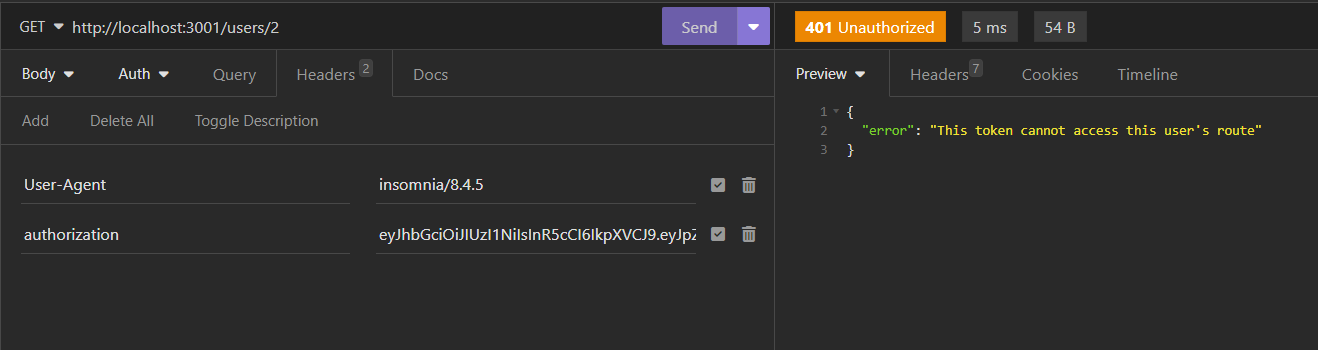 GET http://localhost:3001/users/2 Send
Body Auth Query Headers 2 Docs
Add Delete All Toggle Description
User-Agent insomnia/8.4.5
authorization eyJhbGciOiJIUzI1NiIsInR5cCI6IkpXVCJ9.eyJpZ
401 Unauthorized 5 ms 54 B
Preview Headers 7 Cookies Timeline
1 {
2 "error": "This token cannot access this user's route"
3 }